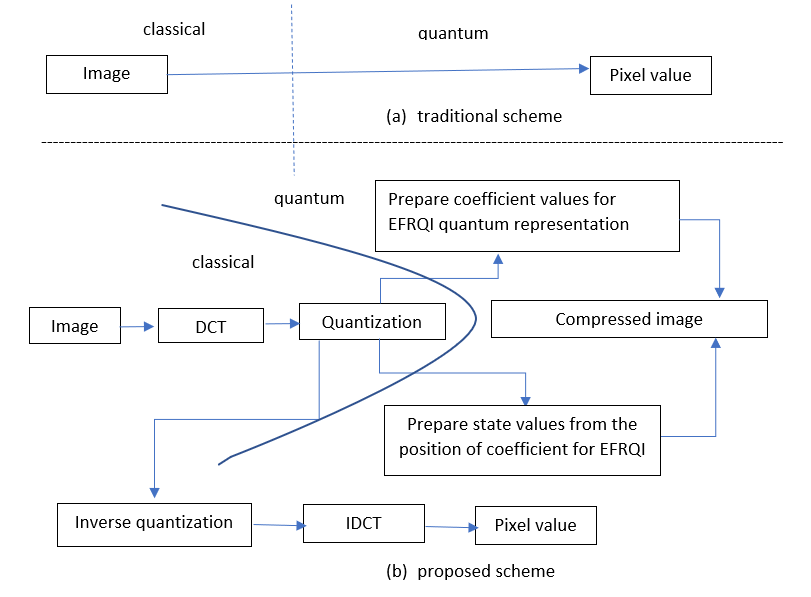 classical
quantum
Image
Pixel value
(a) traditional scheme
quantum
Prepare coefficient values for
EFRQI quantum representation
classical
Image
DCT
Quantization
Compressed image
Prepare state values from the
position of coefficient for EFRQI
Inverse quantization
IDCT
Pixel value
(b) proposed scheme